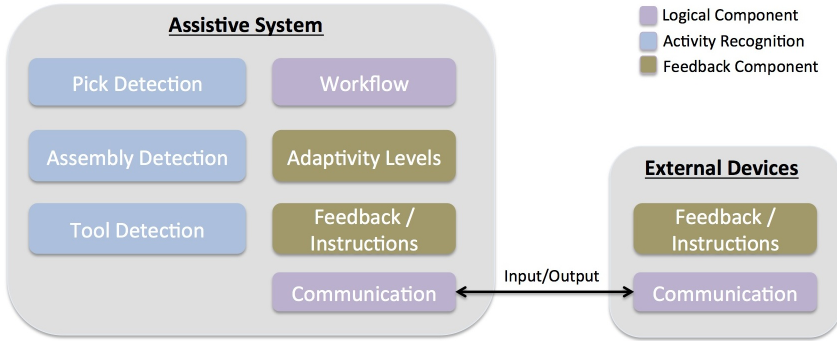 Assistive System
Pick Detection
Workflow
Assembly Detection
Adaptivity Levels
Tool Detection
Feedback /
Instructions
Communication
Input/Output
Logical Component
Activity Recognition
Feedback Component
External Devices
Feedback /
Instructions
Communication